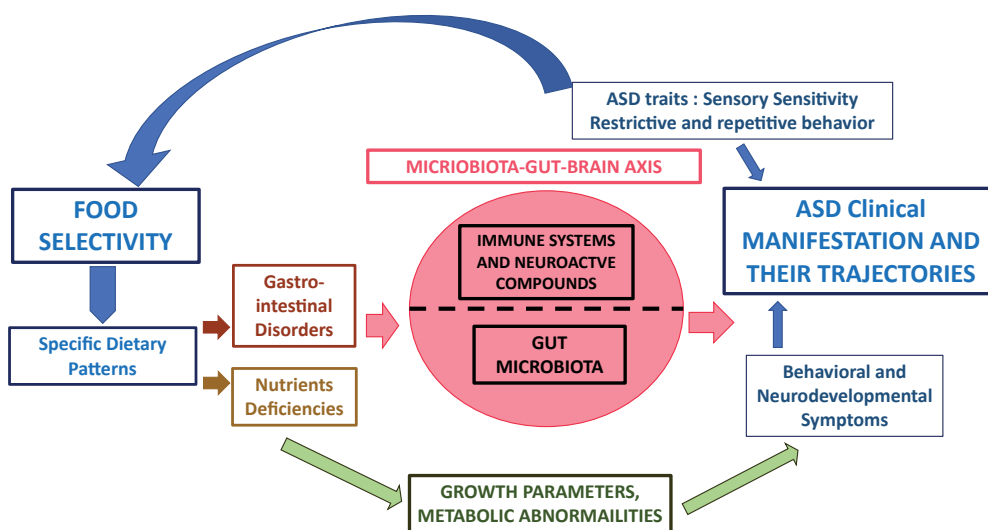 ASD traits : Sensory Sensitivity
Restrictive and repetitive behavior
MICRIOBIOTA-GUT-BRAIN AXIS
FOOD
SELECTIVITY
IMMUNE SYSTEMS
AND NEUROACTVE
COMPOUNDS
ASD Clinical
MANIFESTATION AND
THEIR TRAJECTORIES
Gastro-
intestinal
Disorders
Specific Dietary
Patterns
GUT
MICROBIOTA
Nutrients
Deficiencies
Behavioral and
Neurodevelopmental
Symptoms
GROWTH PARAMETERS,
METABOLIC ABNORMAILITIES